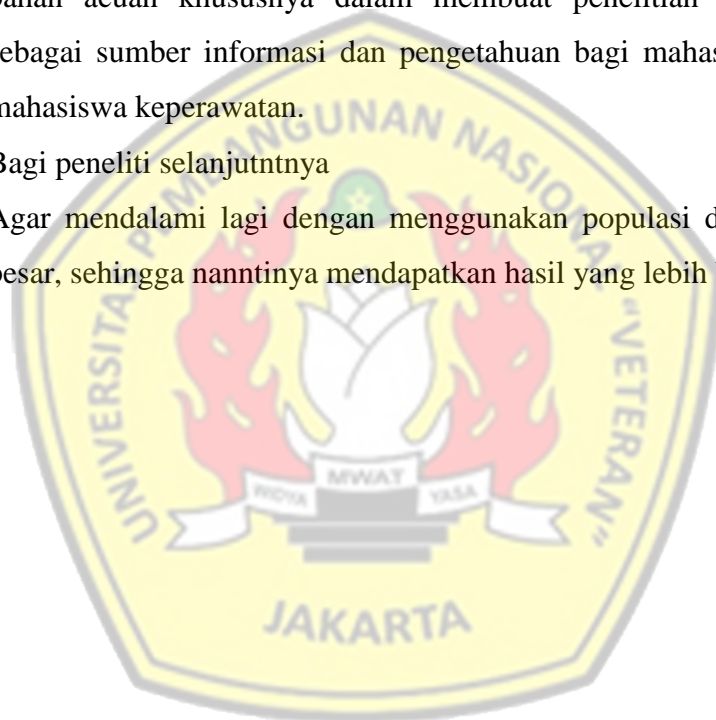 bahan acuan khususnya dalam membuat penelitian
sebagai sumber informasi dan pengetahuan bagi
mahasiswa keperawatan.
Bagi peneliti selanjutntnya
Agar mendalami lagi dengan menggunakan populasi
besar, sehingga nanntinya mendapatkan hasil yang lebih
UNIVERSITAS PEMBANGUNAN NASIONAL "VETERAN"
WIDYA MWAT YASA
JAKARTA